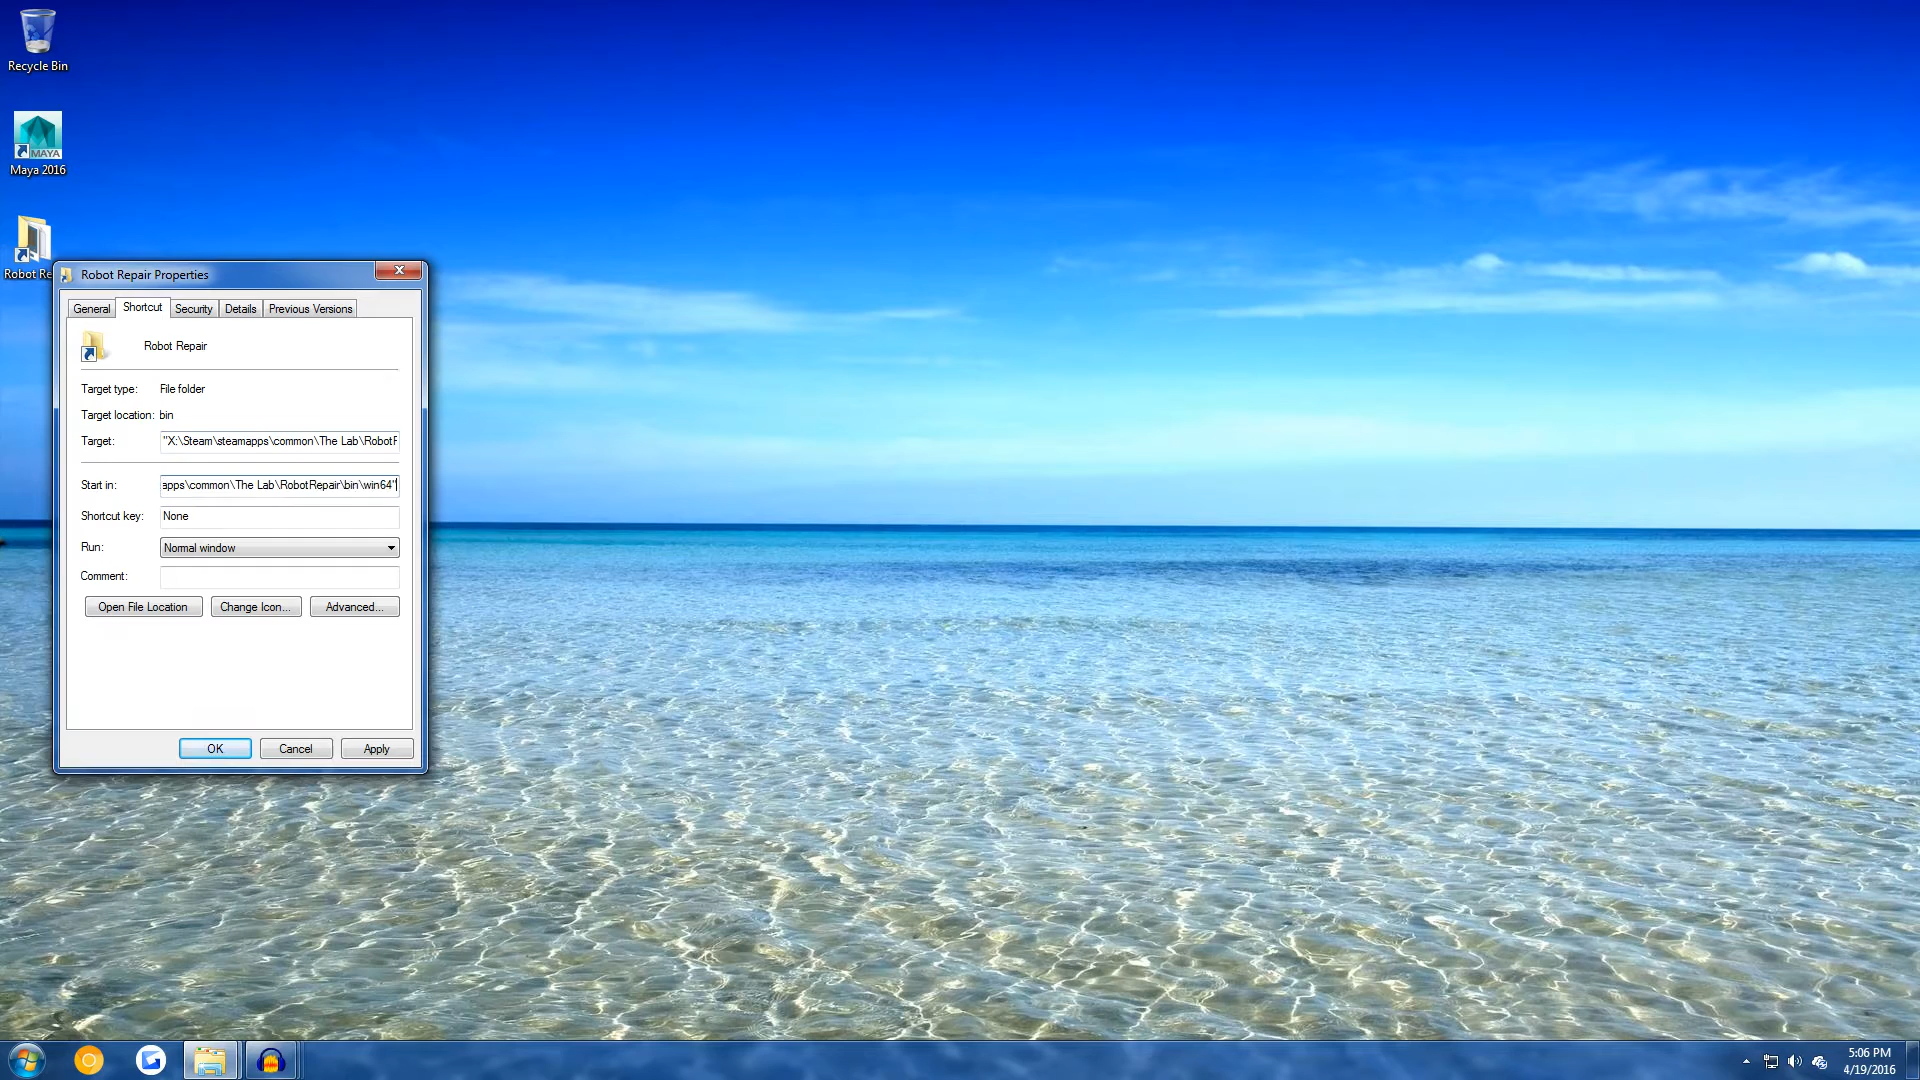 Recycle Bin
MAYA
Maya 2016
Robot Re
Robot Repair Properties
General Shortcut Security Details Previous Versions
Robot Repair
Target type: File folder
Target location: bin
Target: "X:\Steam\steamapps\common\The Lab\RobotR
Start in: apps\common\The Lab\RobotRepair\bin\win64"
Shortcut key: None
Run: Normal window
Comment:
Open File Location Change Icon... Advanced...
OK Cancel Apply
5:06 PM
4/19/2016